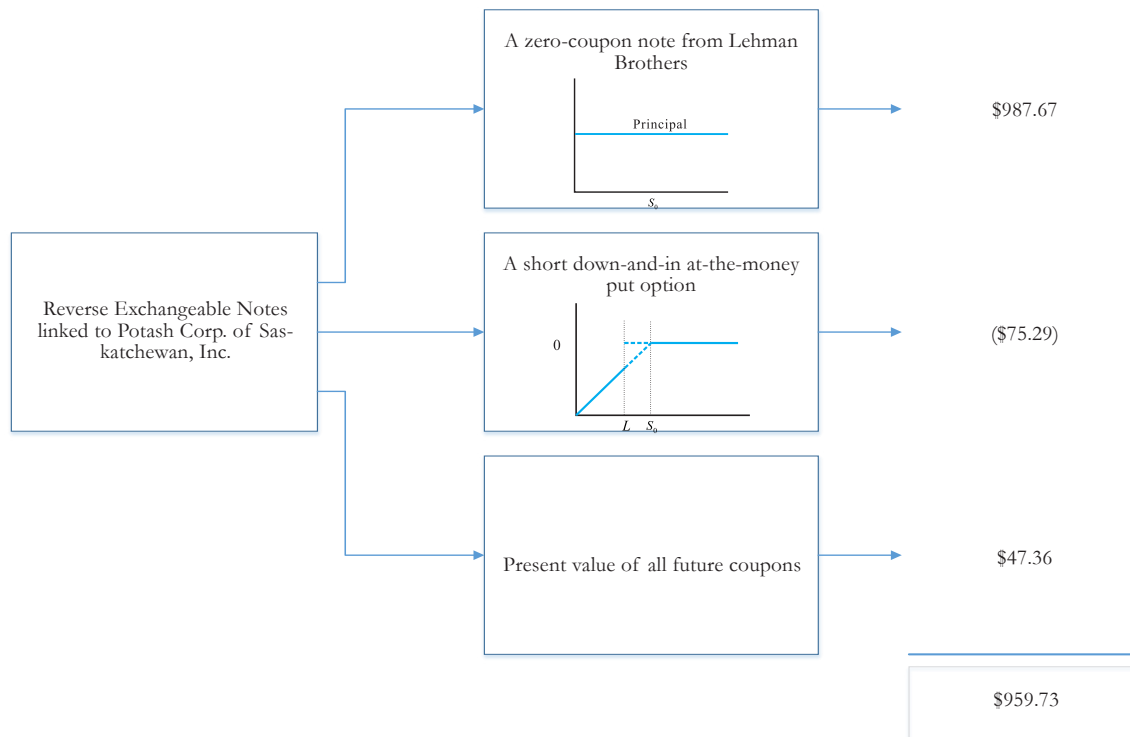 A zero-coupon note from Lehman
Brothers
Principal
S₀
$987.67
Reverse Exchangeable Notes
linked to Potash Corp. of Sas-
katchewan, Inc.
A short down-and-in at-the-money
put option
0
L S₀
($75.29)
Present value of all future coupons
$47.36
$959.73